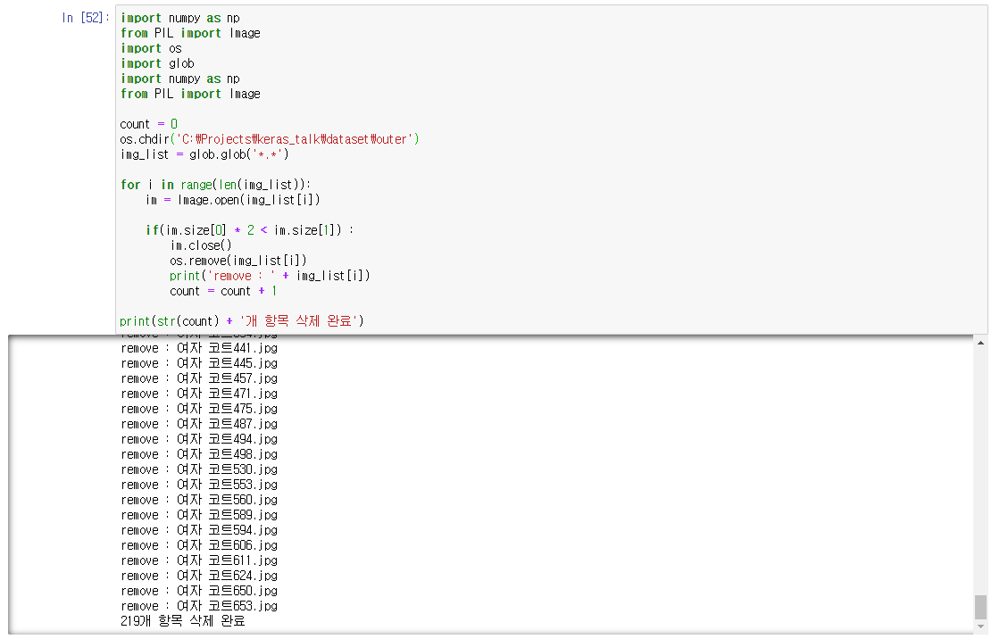 In [52]:
import numpy as np
from PIL import Image
import os
import glob
import numpy as np
from PIL import Image
count = 0
os.chdir('C:₩Projects₩keras_talk₩dataset₩outer')
img_list = glob.glob('*.*')
for i in range(len(img_list)):
im = Image.open(img_list[i])
if(im.size[0] * 2 < im.size[1]) :
im.close()
os.remove(img_list[i])
print('remove : ' + img_list[i])
count = count + 1
print(str(count) + '개 항목 삭제 완료')
remove : 여자 코트441.jpg
remove : 여자 코트445.jpg
remove : 여자 코트457.jpg
remove : 여자 코트471.jpg
remove : 여자 코트475.jpg
remove : 여자 코트487.jpg
remove : 여자 코트494.jpg
remove : 여자 코트498.jpg
remove : 여자 코트530.jpg
remove : 여자 코트553.jpg
remove : 여자 코트560.jpg
remove : 여자 코트589.jpg
remove : 여자 코트594.jpg
remove : 여자 코트606.jpg
remove : 여자 코트611.jpg
remove : 여자 코트624.jpg
remove : 여자 코트650.jpg
remove : 여자 코트653.jpg
219개 항목 삭제 완료